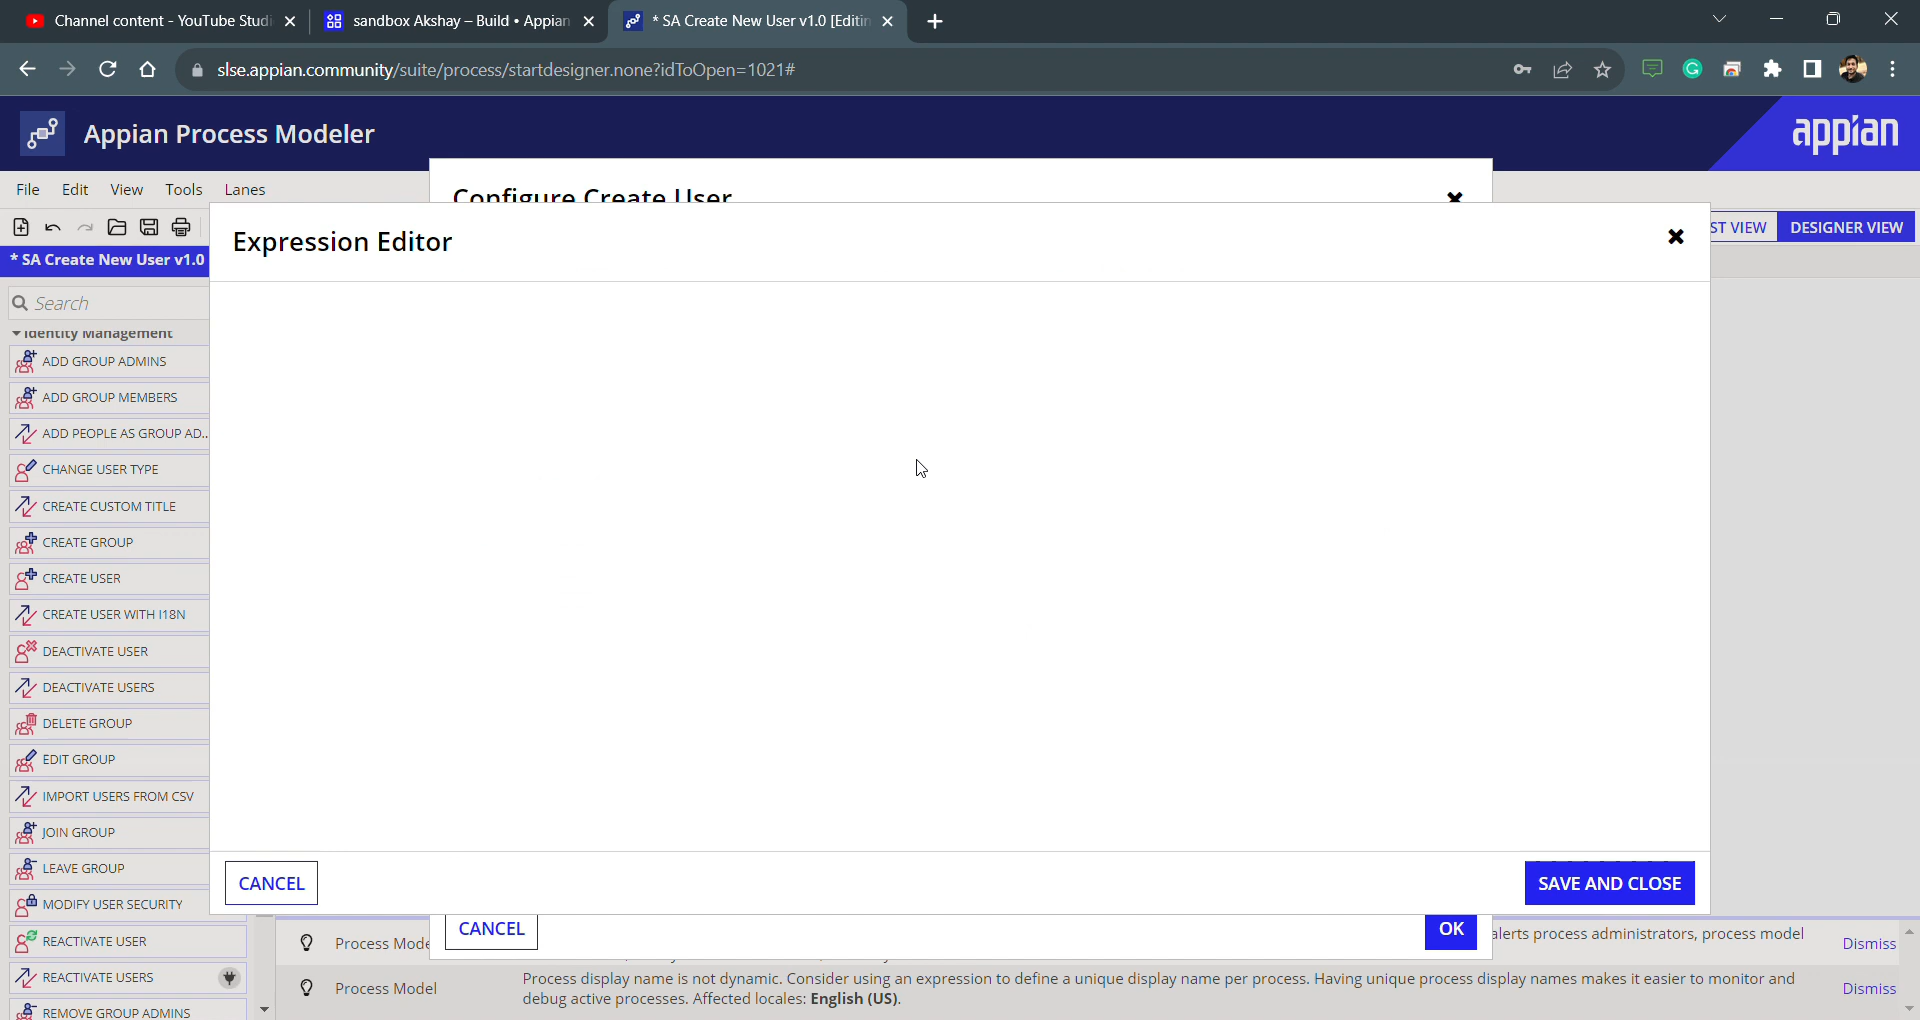 Channel content - YouTube Studi
sandbox Akshay – Build • Appian
* SA Create New User v1.0 [Editin
slse.appian.community/suite/process/startdesigner.none?idToOpen=1021#
Appian Process Modeler
appian
File Edit View Tools Lanes
Configure Create User
ST VIEW
DESIGNER VIEW
Expression Editor
* SA Create New User v1.0
Search
Identity Management
ADD GROUP ADMINS
ADD GROUP MEMBERS
ADD PEOPLE AS GROUP AD..
CHANGE USER TYPE
CREATE CUSTOM TITLE
CREATE GROUP
CREATE USER
CREATE USER WITH I18N
DEACTIVATE USER
DEACTIVATE USERS
DELETE GROUP
EDIT GROUP
IMPORT USERS FROM CSV
JOIN GROUP
LEAVE GROUP
MODIFY USER SECURITY
REACTIVATE USER
REACTIVATE USERS
REMOVE GROUP ADMINS
CANCEL
SAVE AND CLOSE
CANCEL
OK
Process Mode
alerts process administrators, process model
Dismiss
Process Model
Process display name is not dynamic. Consider using an expression to define a unique display name per process. Having unique process display names makes it easier to monitor and
debug active processes. Affected locales: English (US).
Dismiss